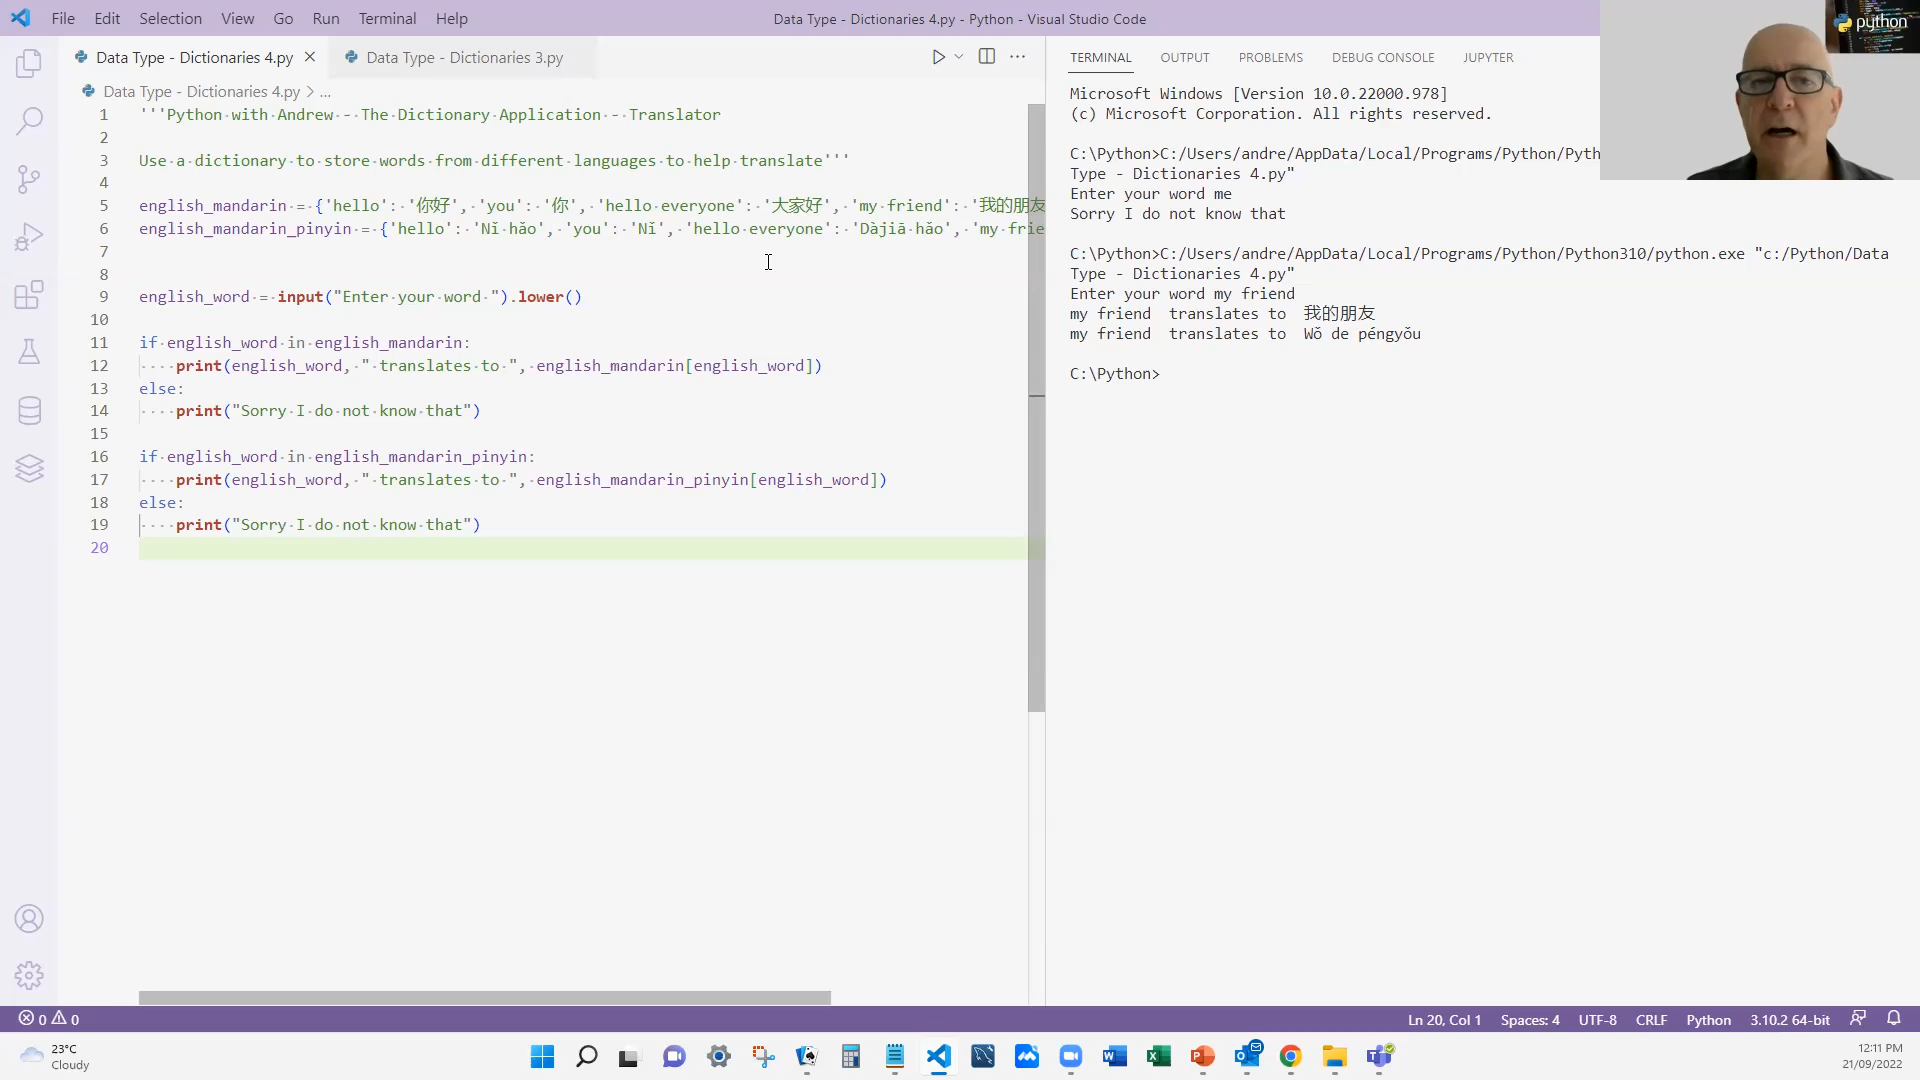 File Edit Selection View Go Run Terminal Help
Data Type - Dictionaries 4.py - Python - Visual Studio Code
python
Data Type - Dictionaries 4.py
Data Type - Dictionaries 3.py
Data Type - Dictionaries 4.py > ...
1 '''Python with Andrew - The Dictionary Application - Translator
2
3 Use a dictionary to store words from different languages to help translate'''
4
5 english_mandarin = {'hello': '你好', 'you': '你', 'hello everyone': '大家好', 'my friend': '我的朋友
6 english_mandarin_pinyin = {'hello': 'Nǐ hǎo', 'you': 'Nǐ', 'hello everyone': 'Dàjiā hǎo', 'my frie
7
8
9 english_word = input("Enter your word ").lower()
10
11 if english_word in english_mandarin:
12 print(english_word, " translates to ", english_mandarin[english_word])
13 else:
14 print("Sorry I do not know that")
15
16 if english_word in english_mandarin_pinyin:
17 print(english_word, " translates to ", english_mandarin_pinyin[english_word])
18 else:
19 print("Sorry I do not know that")
20
TERMINAL OUTPUT PROBLEMS DEBUG CONSOLE JUPYTER
Microsoft Windows [Version 10.0.22000.978]
(c) Microsoft Corporation. All rights reserved.
C:\Python>C:/Users/andre/AppData/Local/Programs/Python/Pyth
Type - Dictionaries 4.py"
Enter your word me
Sorry I do not know that
C:\Python>C:/Users/andre/AppData/Local/Programs/Python/Python310/python.exe "c:/Python/Data
Type - Dictionaries 4.py"
Enter your word my friend
my friend  translates to  我的朋友
my friend  translates to  Wǒ de péngyǒu
C:\Python>
0 0
Ln 20, Col 1 Spaces: 4 UTF-8 CRLF Python 3.10.2 64-bit
23°C
Cloudy
12:11 PM
21/09/2022